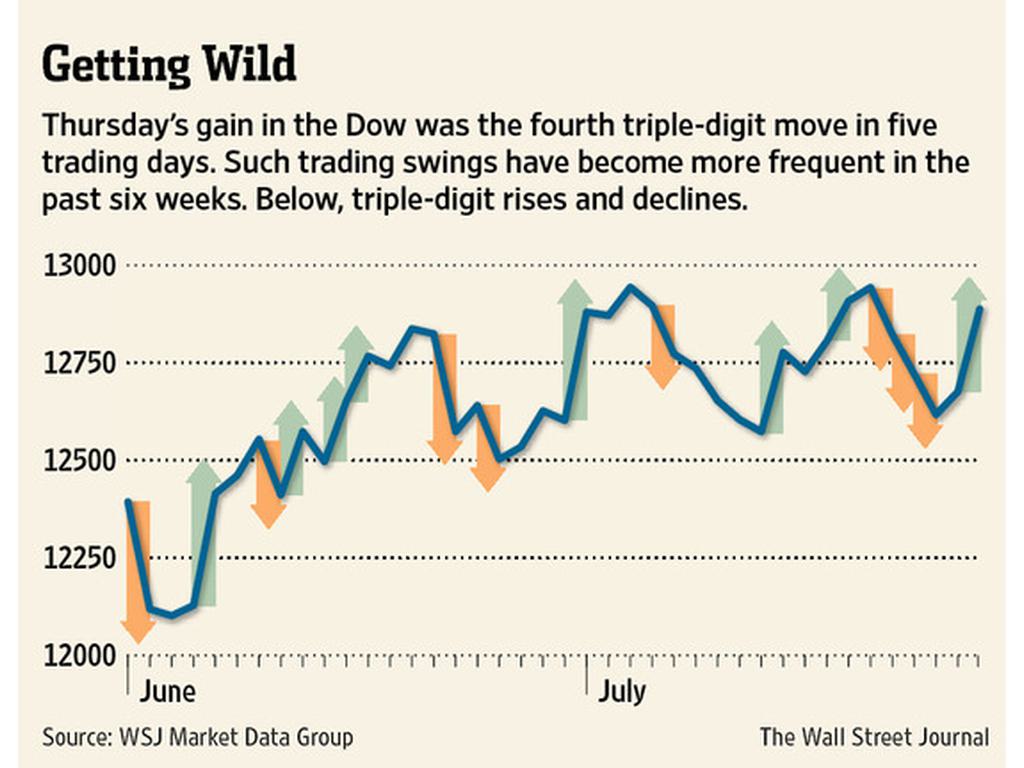 Getting Wild
Thursday's gain in the Dow was the fourth triple-digit move in five
trading days. Such trading swings have become more frequent in the
past six weeks. Below, triple-digit rises and declines.
13000
12750
12500
12250
12000
June
July
Source: WSJ Market Data Group
The Wall Street Journal